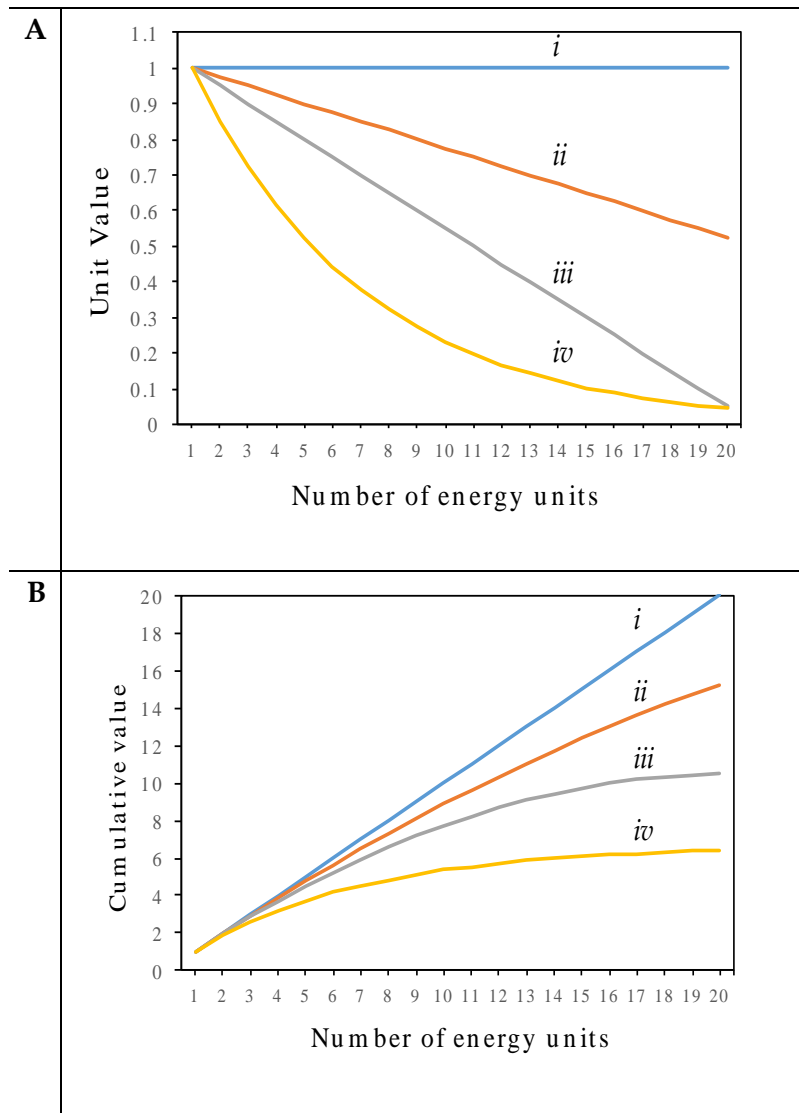 A
1.1
1
0.9
0.8
0.7
0.6
0.5
0.4
0.3
0.2
0.1
0
Unit Value
i
ii
iii
iv
1 2 3 4 5 6 7 8 9 10 11 12 13 14 15 16 17 18 19 20
Number of energy units
B
20
18
16
14
12
10
8
6
4
2
0
Cumulative value
i
ii
iii
iv
1 2 3 4 5 6 7 8 9 10 11 12 13 14 15 16 17 18 19 20
Number of energy units